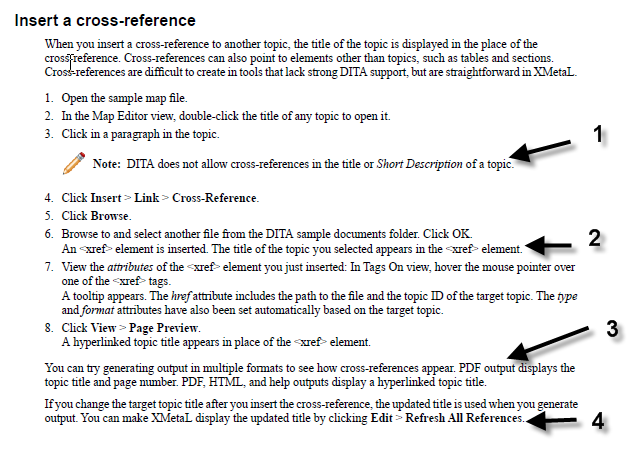 Insert a cross-reference
When you insert a cross-reference to another topic, the title of the topic is displayed in the place of the
cross-reference. Cross-references can also point to elements other than topics, such as tables and sections.
Cross-references are difficult to create in tools that lack strong DITA support, but are straightforward in XMetaL.
1. Open the sample map file.
2. In the Map Editor view, double-click the title of any topic to open it.
3. Click in a paragraph in the topic.
1
Note: DITA does not allow cross-references in the title or Short Description of a topic.
4. Click Insert > Link > Cross-Reference.
5. Click Browse.
6. Browse to and select another file from the DITA sample documents folder. Click OK.
An <xref> element is inserted. The title of the topic you selected appears in the <xref> element.
2
7. View the attributes of the <xref> element you just inserted: In Tags On view, hover the mouse pointer over
one of the <xref> tags.
A tooltip appears. The href attribute includes the path to the file and the topic ID of the target topic. The type
and format attributes have also been set automatically based on the target topic.
8. Click View > Page Preview.
A hyperlinked topic title appears in place of the <xref> element.
3
You can try generating output in multiple formats to see how cross-references appear. PDF output displays the
topic title and page number. PDF, HTML, and help outputs display a hyperlinked topic title.
If you change the target topic title after you insert the cross-reference, the updated title is used when you generate
output. You can make XMetaL display the updated title by clicking Edit > Refresh All References.
4